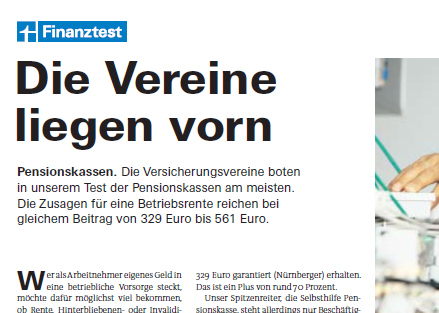 Finanztest
Die Vereine
liegen vorn
Pensionskassen. Die Versicherungsvereine boten
in unserem Test der Pensionskassen am meisten.
Die Zusagen für eine Betriebsrente reichen bei
gleichem Beitrag von 329 Euro bis 561 Euro.
Wer als Arbeitnehmer eigenes Geld in
eine betriebliche Vorsorge steckt,
möchte dafür möglichst viel bekommen,
ob Rente, Hinterbliebenen- oder Invalidi-
329 Euro garantiert (Nürnberger) erhalten.
Das ist ein Plus von rund 70 Prozent.
Unser Spitzenreiter, die Selbsthilfe Pen-
sionskasse, steht allerdings nur Beschäftig-